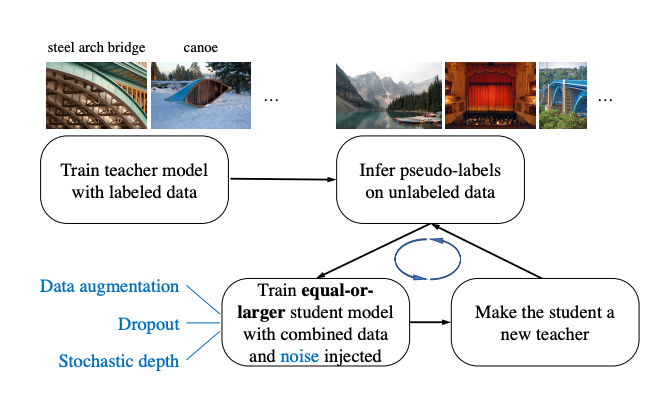 steel arch bridge
canoe
...
...
Train teacher model
with labeled data
Infer pseudo-labels
on unlabeled data
Data augmentation
Dropout
Stochastic depth
Train equal-or-
larger student model
with combined data
and noise injected
Make the student a
new teacher